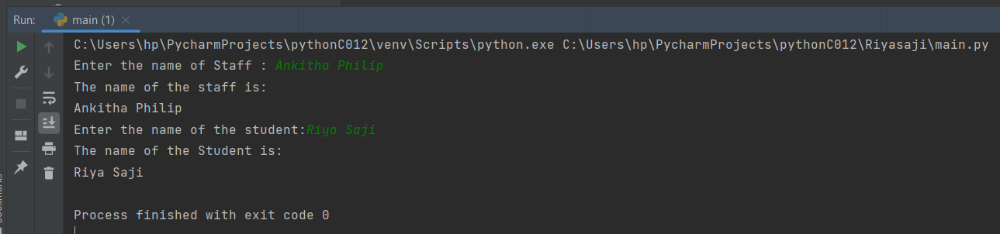 Run: main (1)
C:\Users\hp\PycharmProjects\pythonC012\venv\Scripts\python.exe C:\Users\hp\PycharmProjects\pythonC012\Riyasaji\main.py
Enter the name of Staff : Ankitha Philip
The name of the staff is:
Ankitha Philip
Enter the name of the student:Riya Saji
The name of the Student is:
Riya Saji
Process finished with exit code 0